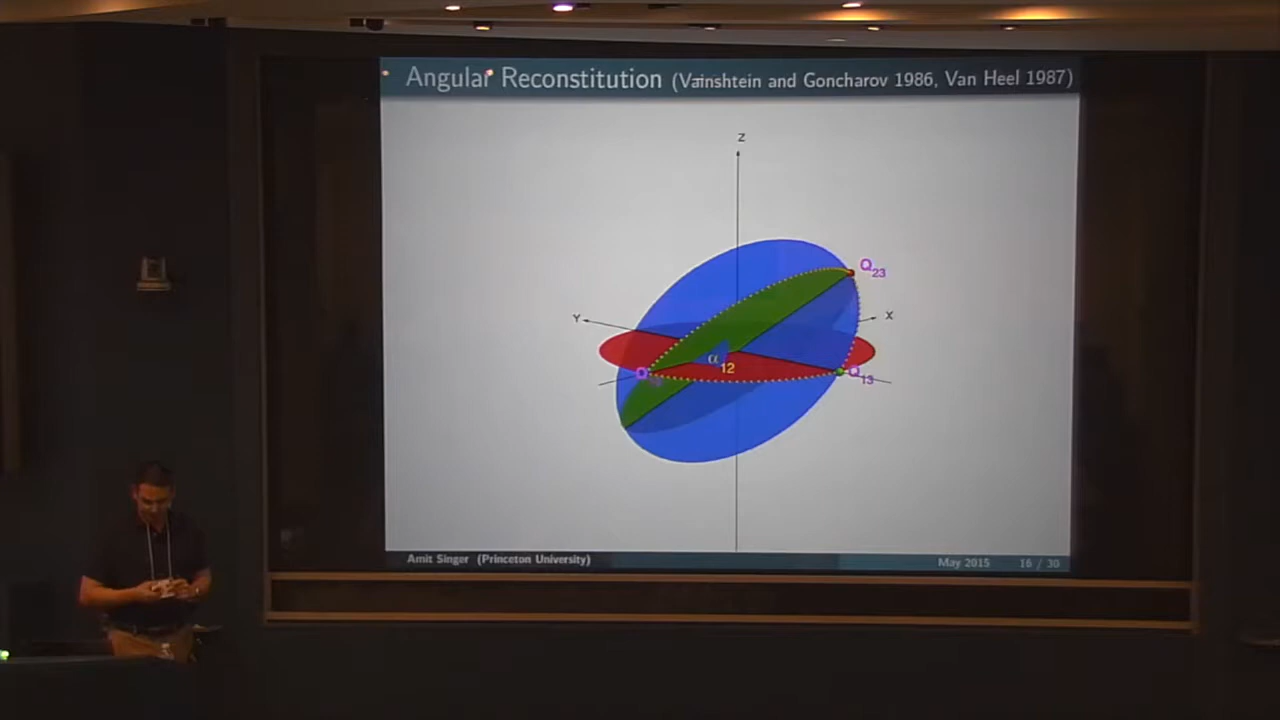 Angular Reconstitution (Vainshtein and Goncharov 1986, Van Heel 1987)
Z
Q23
Y
X
α12
Q13
Amit Singer (Princeton University)
May 2015 16 / 30